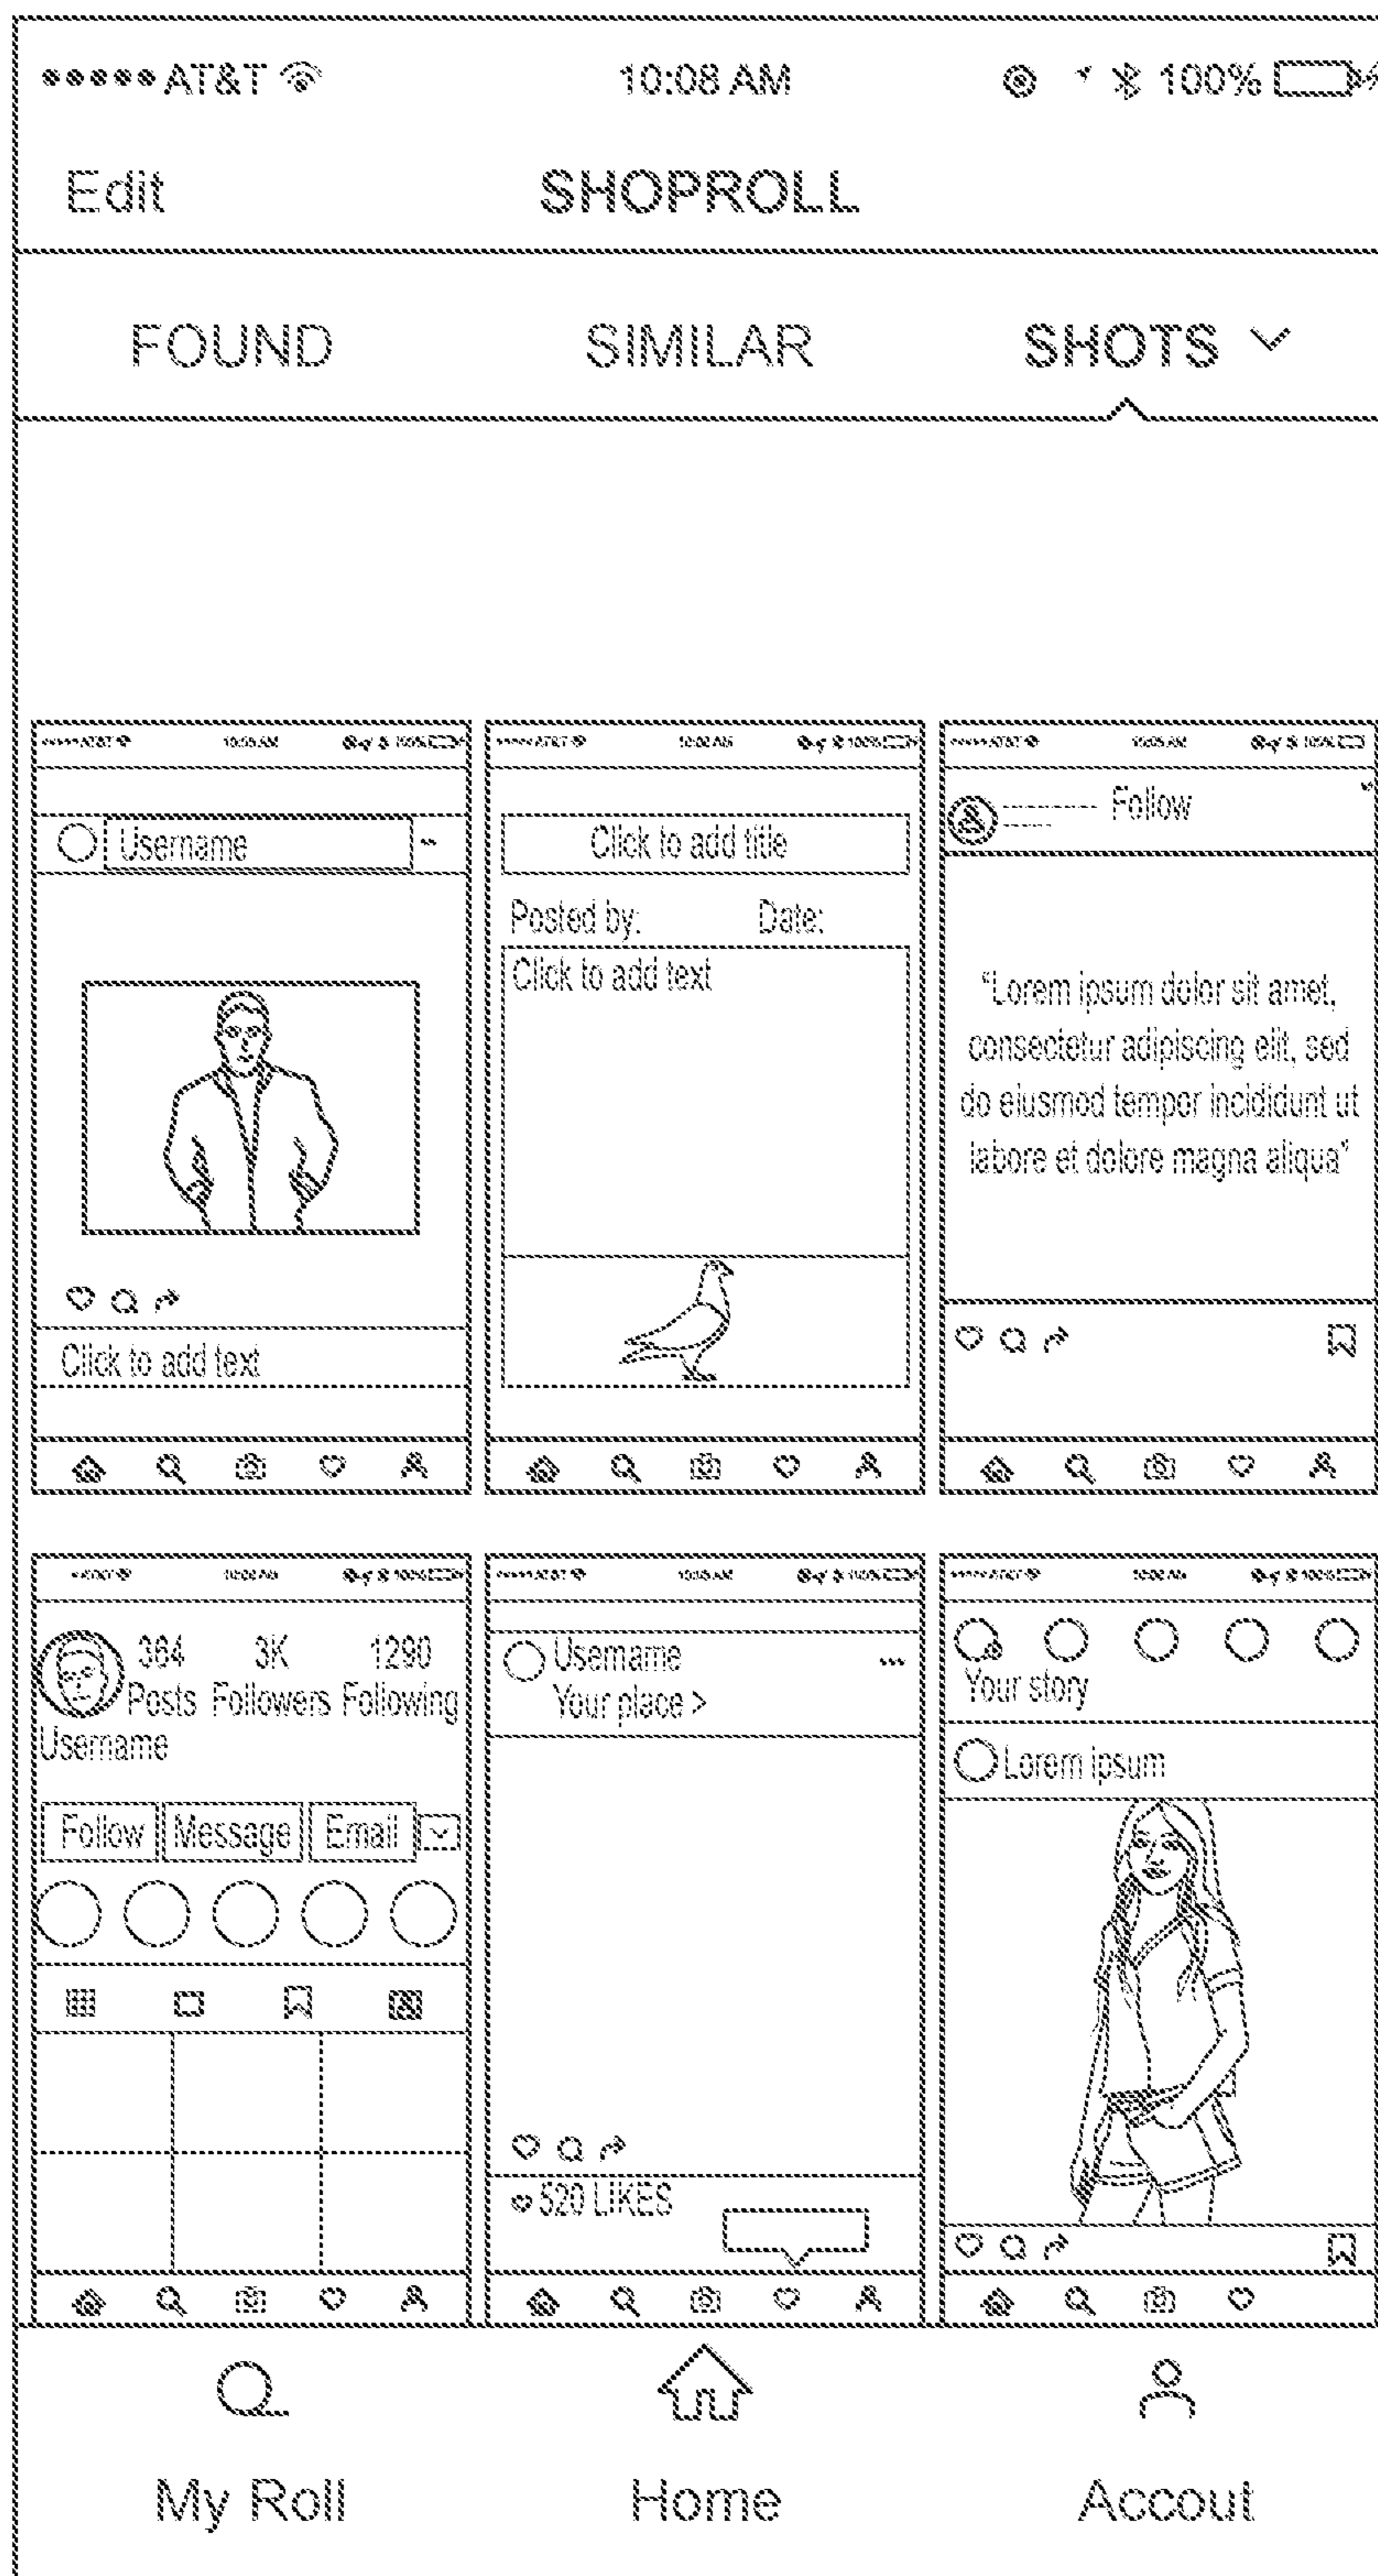 AT&T 10:08 AM 100%
Edit SHOPROLL
FOUND SIMILAR SHOTS
Username
Click to add text
Click to add title
Posted by: Date:
Click to add text
Follow
“Lorem ipsum dolor sit amet,
consectetur adipiscing elit, sed
do eiusmod tempor incididunt ut
labore et dolore magna aliqua”
364 3K 1290
Posts Followers Following
Username
Follow Message Email
Username
Your place >
520 LIKES
Your story
Lorem ipsum
My Roll Home Accout